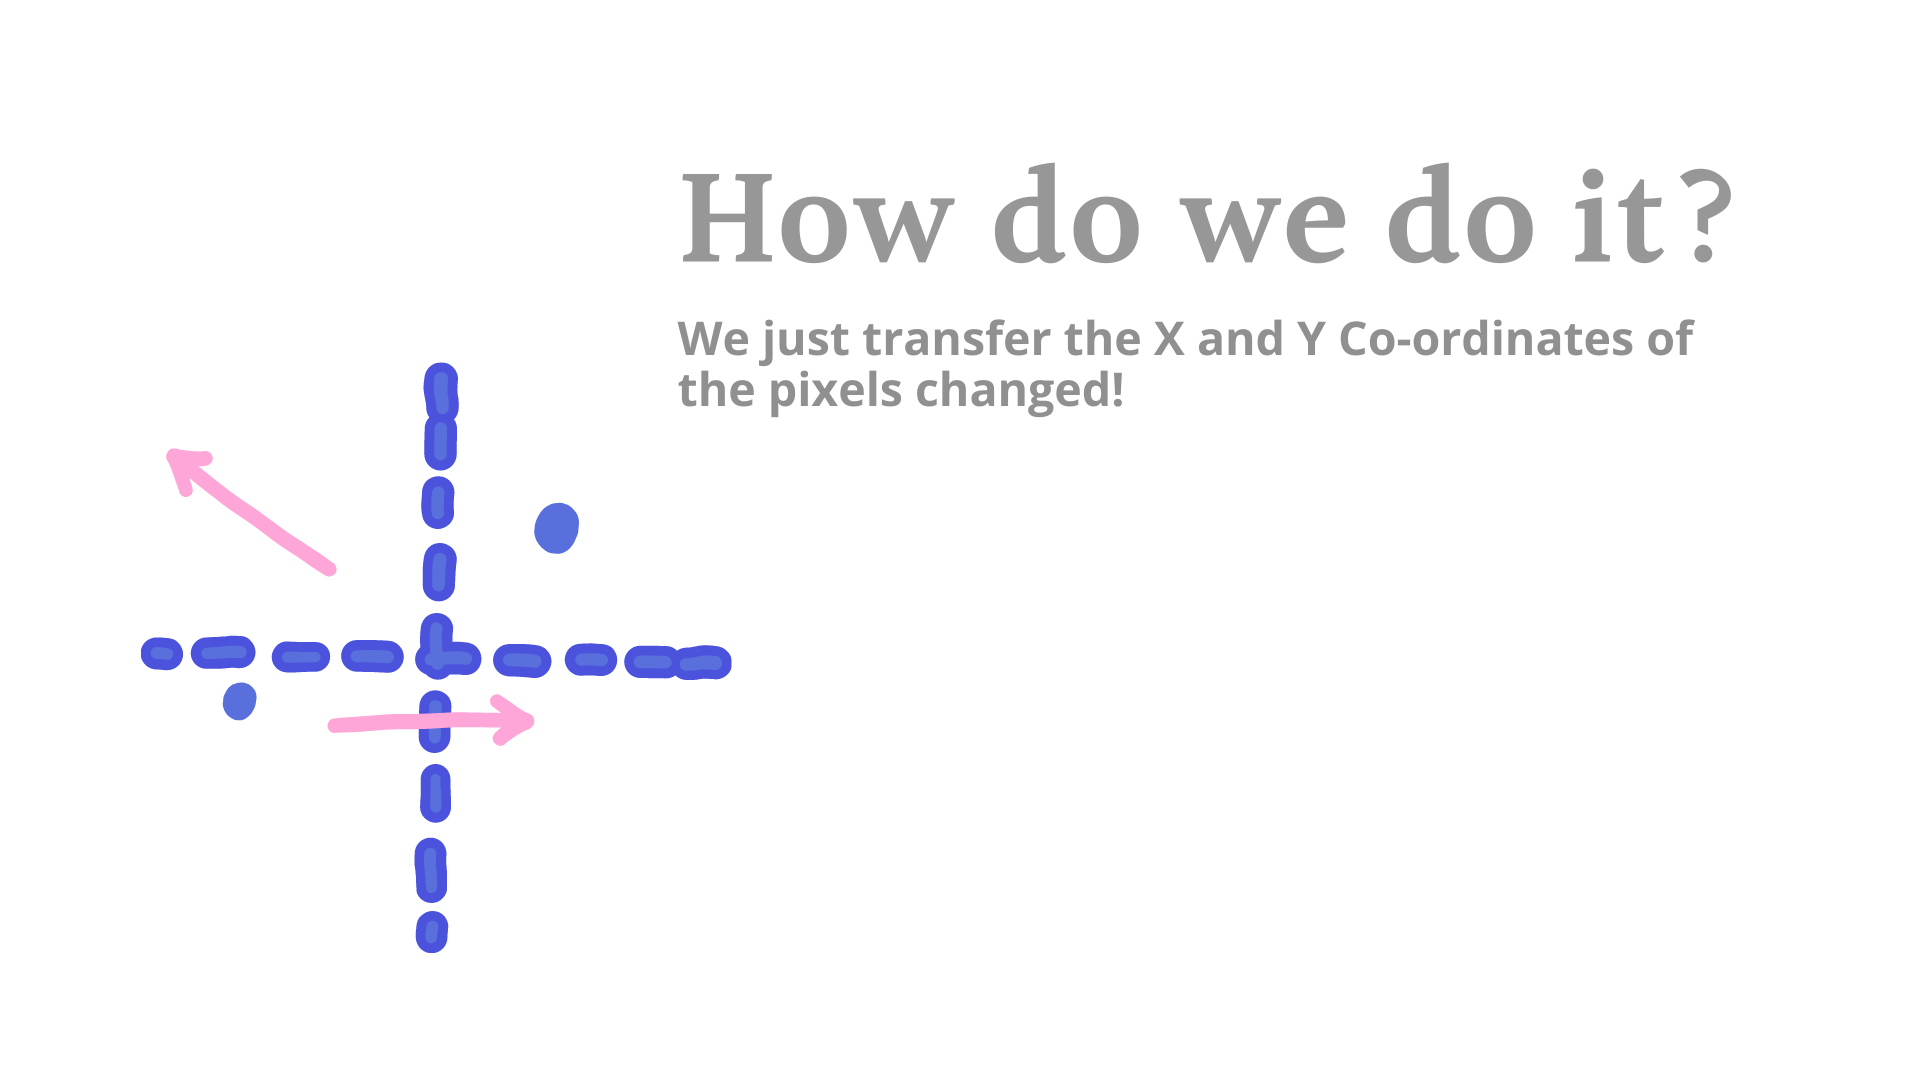 How do we do it?
We just transfer the X and Y Co-ordinates of
the pixels changed!